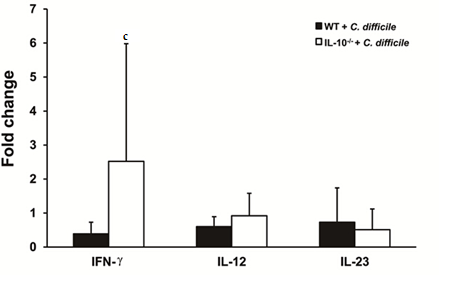 7
6
5
4
3
2
1
0
Fold change
c
WT + C. difficile
IL-10-/- + C. difficile
IFN-γ
IL-12
IL-23